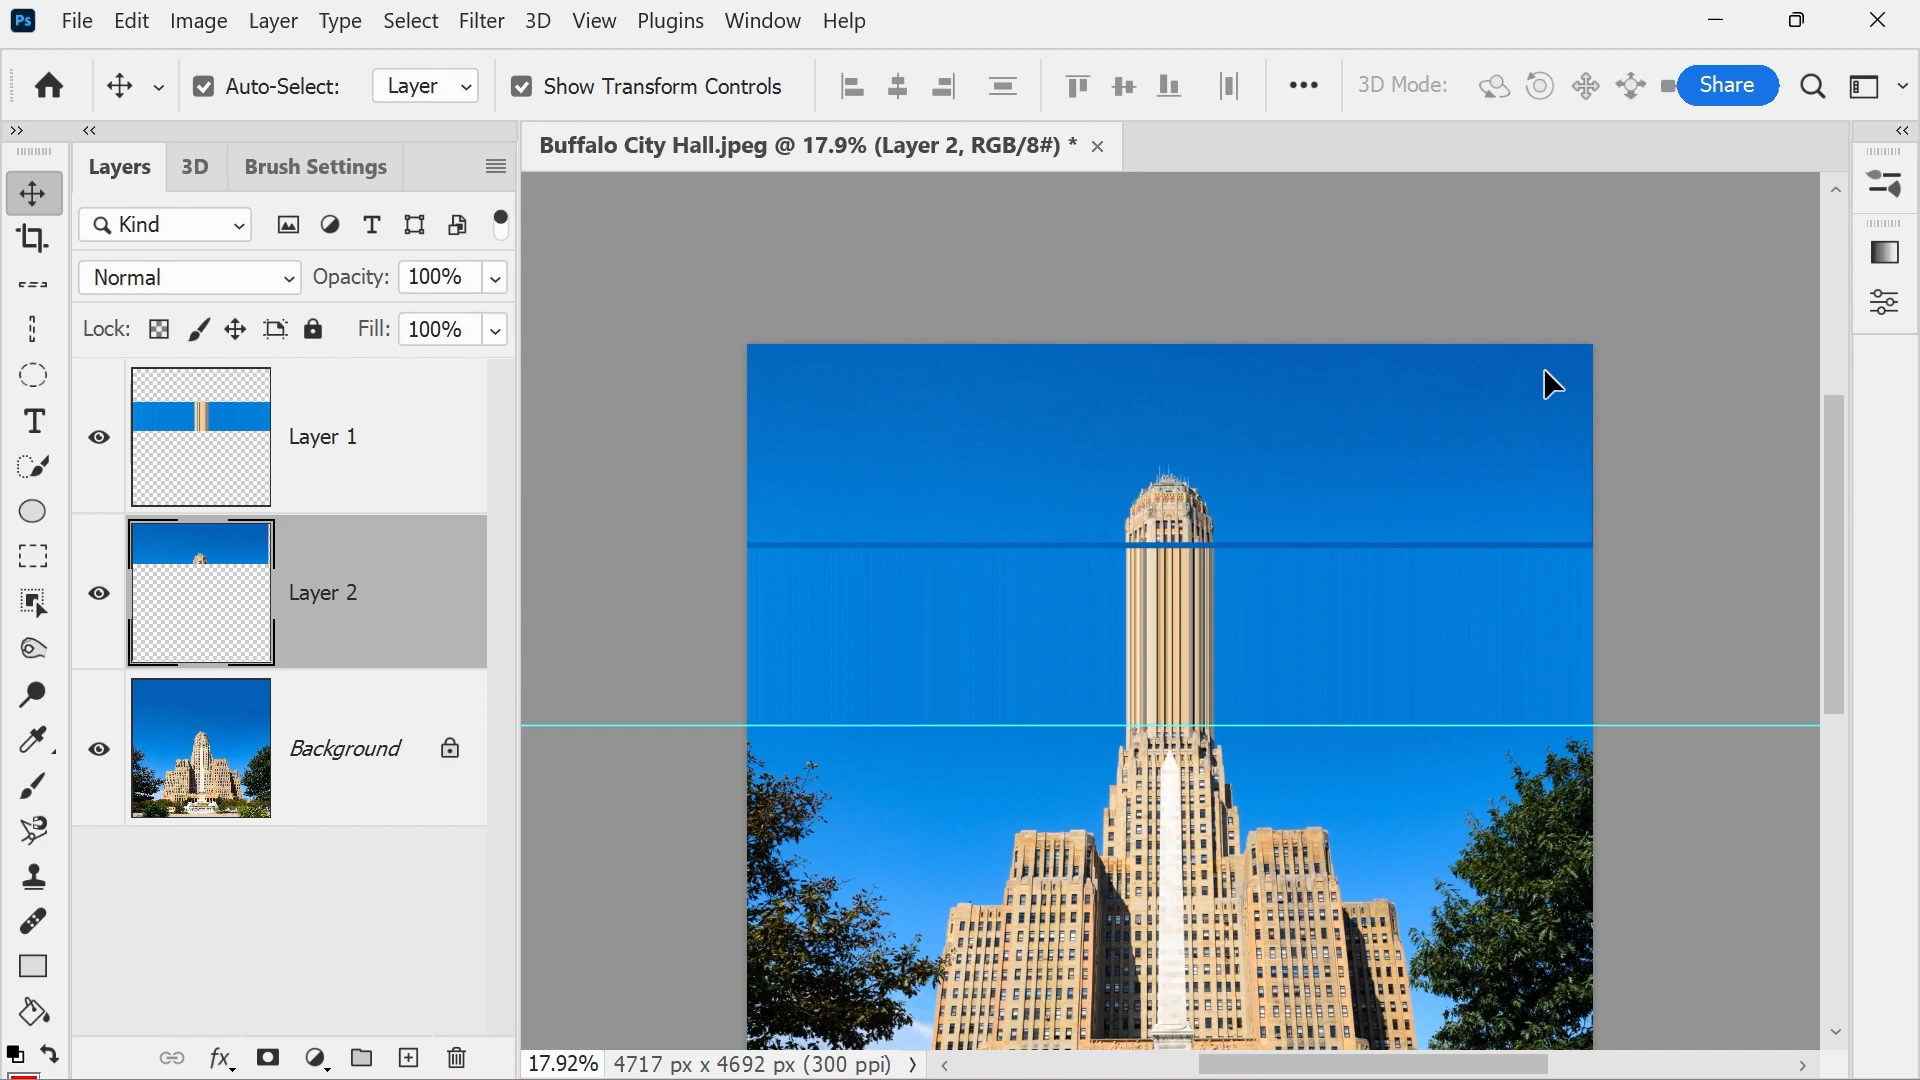 Ps File Edit Image Layer Type Select Filter 3D View Plugins Window Help
Auto-Select: Layer Show Transform Controls 3D Mode: Share
Layers 3D Brush Settings
Buffalo City Hall.jpeg @ 17.9% (Layer 2, RGB/8#) *
Kind
Normal Opacity: 100%
Lock: Fill: 100%
Layer 1
Layer 2
Background
fx
17.92% 4717 px x 4692 px (300 ppi)